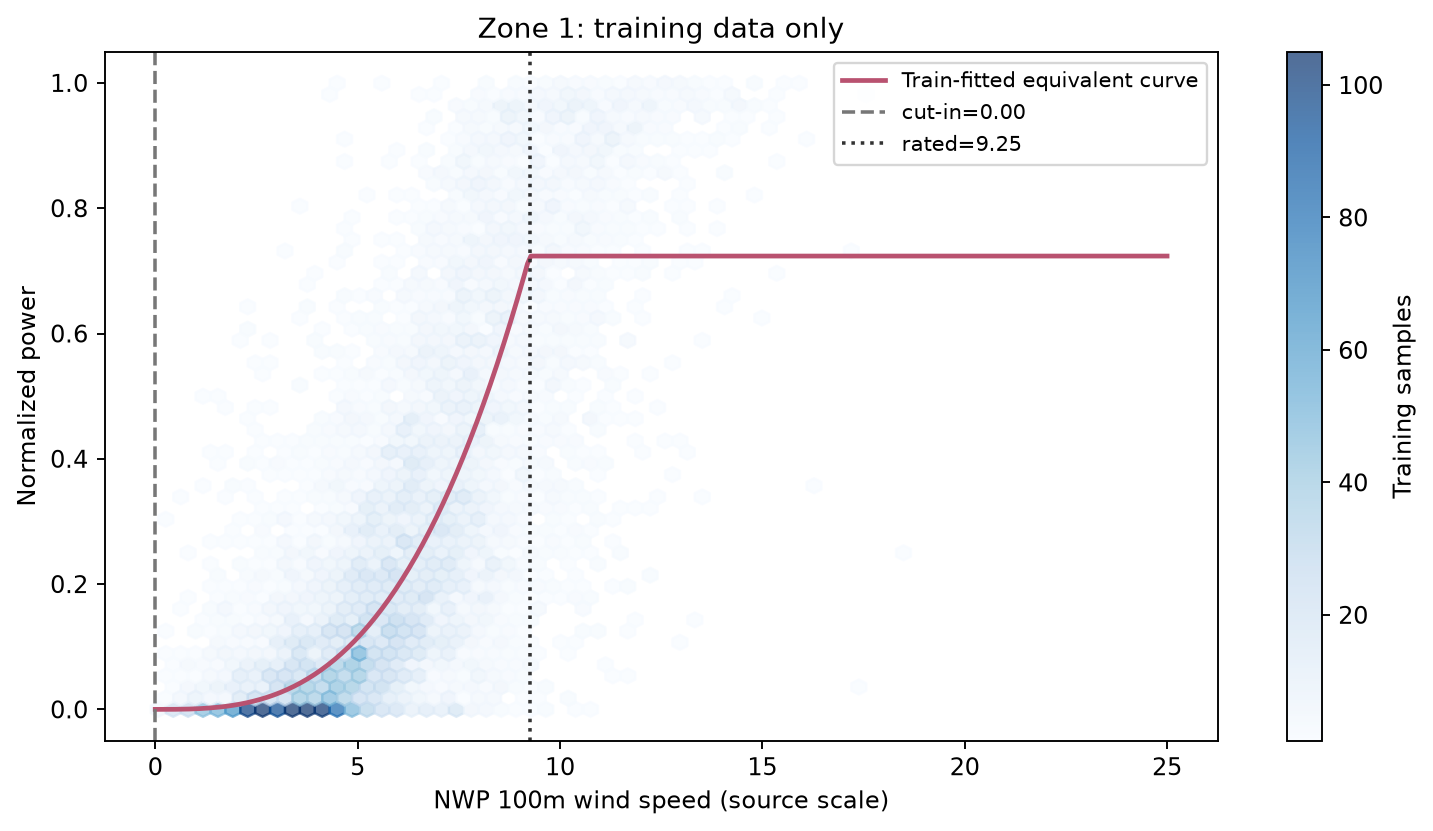 Zone 1: training data only
Train-fitted equivalent curve
cut-in=0.00
rated=9.25
1.0
0.8
0.6
0.4
0.2
0.0
Normalized power
0
5
10
15
20
25
NWP 100m wind speed (source scale)
100
80
60
40
20
Training samples